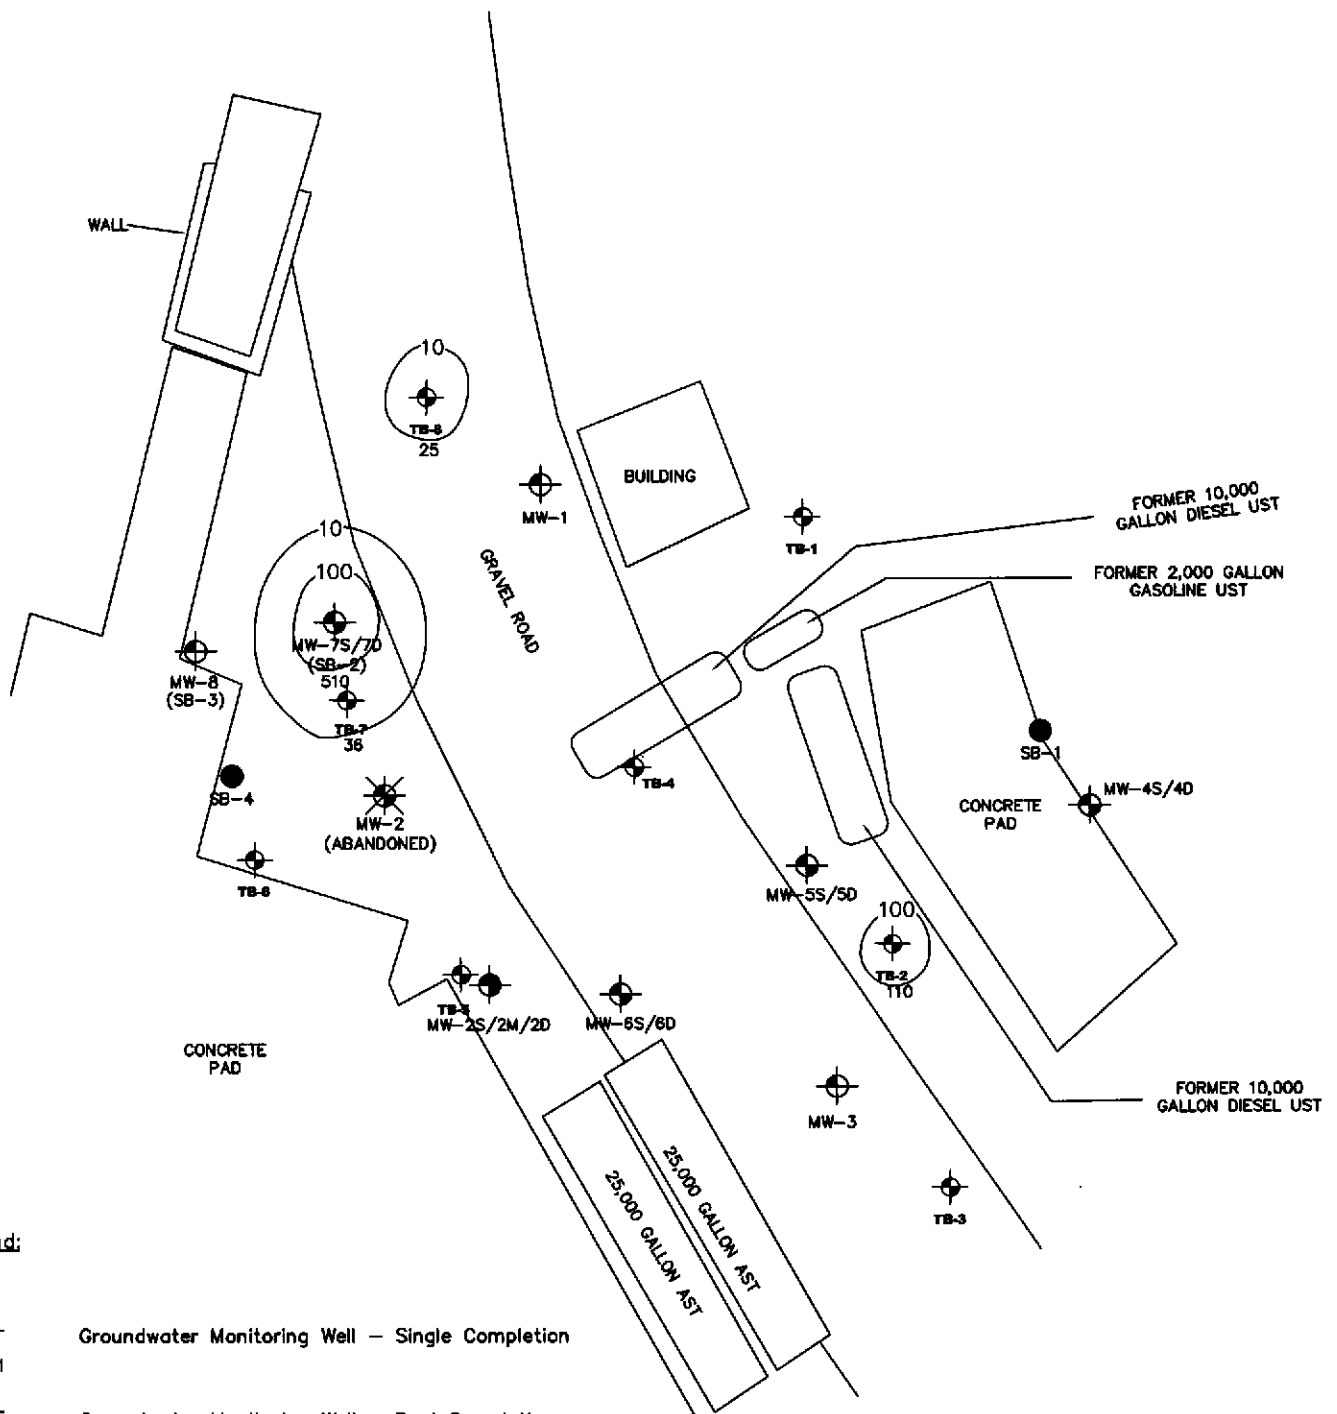 WALL
10
TB-8
25
BUILDING
MW-1
FORMER 10,000
GALLON DIESEL UST
TB-1
10
GRAVEL ROAD
FORMER 2,000 GALLON
GASOLINE UST
100
MW-7S/7D
(SB-2)
510
MW-8
(SB-3)
TB-7
36
SB-1
TB-4
SB-4
MW-4S/4D
CONCRETE
PAD
MW-2
(ABANDONED)
TB-6
MW-5S/5D
100
TB-2
110
TB-5
MW-2S/2M/2D
MW-6S/6D
CONCRETE
PAD
MW-3
FORMER 10,000
GALLON DIESEL UST
25,000 GALLON AST
25,000 GALLON AST
TB-3
d:
Groundwater Monitoring Well – Single Completion